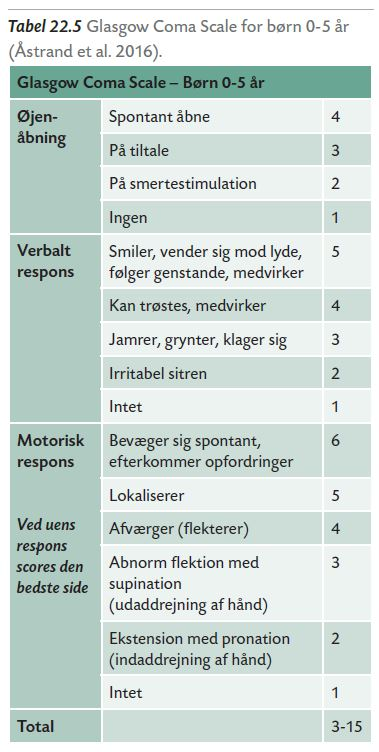 Tabel 22.5 Glasgow Coma Scale for børn 0-5 år
(Åstrand et al. 2016).
Glasgow Coma Scale – Børn 0-5 år
Øjen-
åbning
Spontant åbne 4
På tiltale 3
På smertestimulation 2
Ingen 1
Verbalt
respons
Smiler, vender sig mod lyde, 5
følger genstande, medvirker
Kan trøstes, medvirker 4
Jamrer, grynter, klager sig 3
Irritabel sitren 2
Intet 1
Motorisk
respons
Ved uens
respons
scores den
bedste side
Bevæger sig spontant, 6
efterkommer opfordringer
Lokaliserer 5
Afværger (flekterer) 4
Abnorm flektion med 3
supination
(udaddrejning af hånd)
Ekstension med pronation 2
(indaddrejning af hånd)
Intet 1
Total 3-15